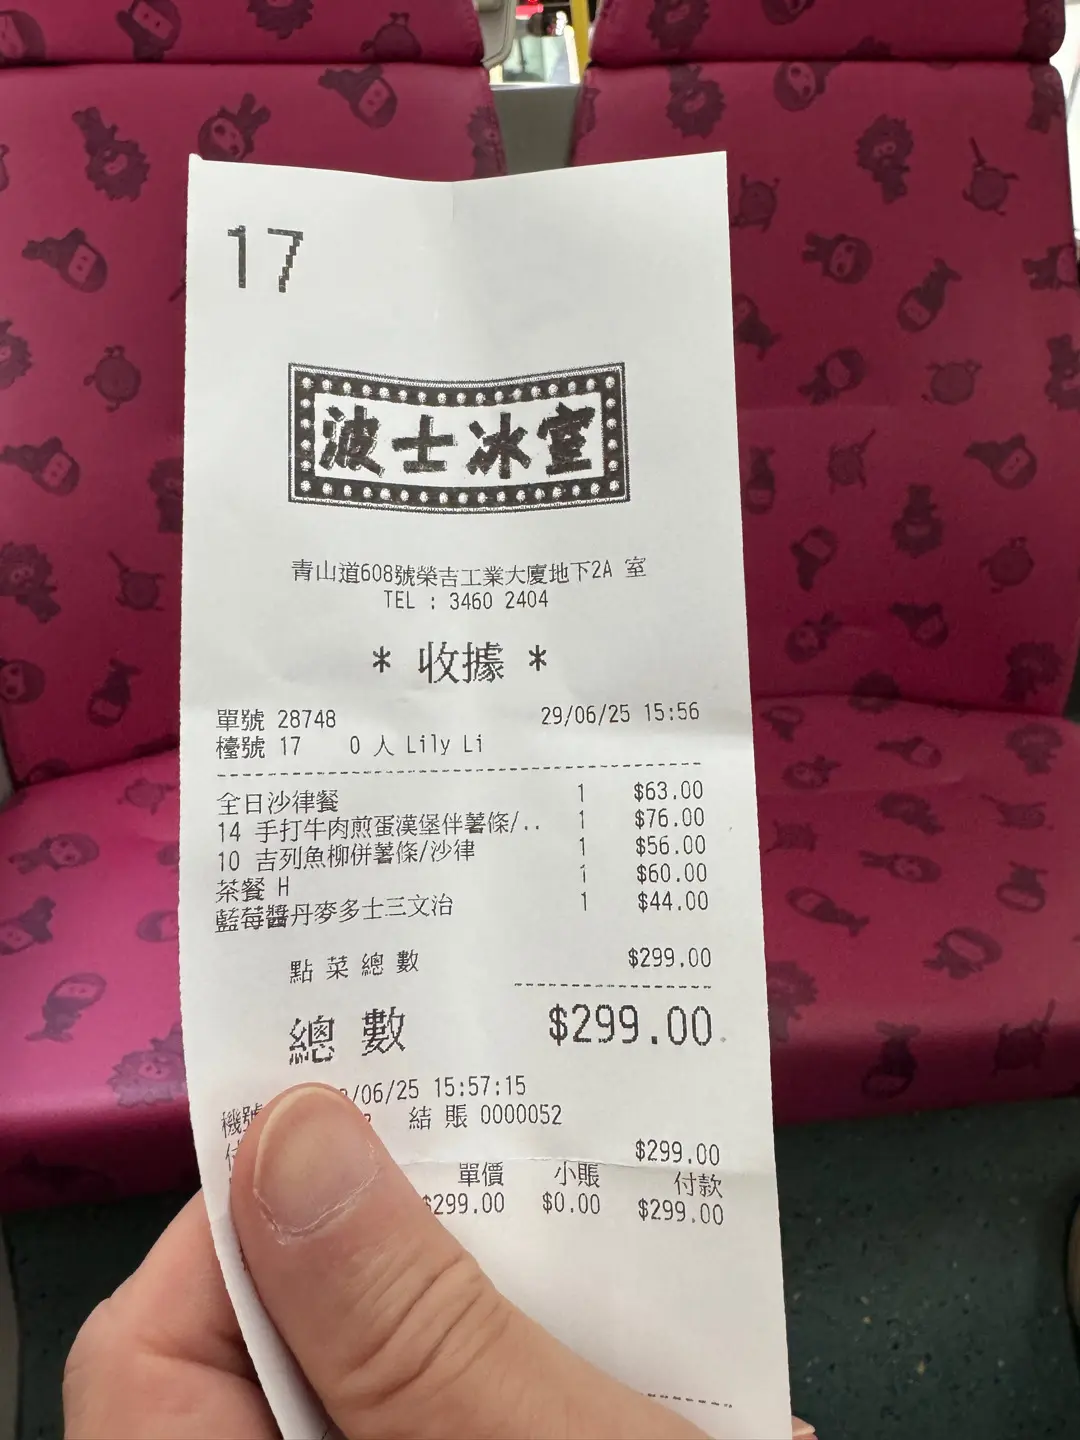 17
波士冰室
青山道608號榮吉工業大廈地下2A 室
TEL : 3460 2404
* 收據 *
單號 28748 29/06/25 15:56
檯號 17 0 人 Lily Li
全日沙律餐 1 $63.00
14 手打牛肉煎蛋漢堡伴薯條/.. 1 $76.00
10 吉列魚柳併薯條/沙律 1 $56.00
茶餐 H 1 $60.00
藍莓醬丹麥多士三文治 1 $44.00
點菜總數 $299.00
總數 $299.00
/06/25 15:57:15
機號 結賬 0000052
付 $299.00
單價 小賬 付款
$299.00 $0.00 $299.00